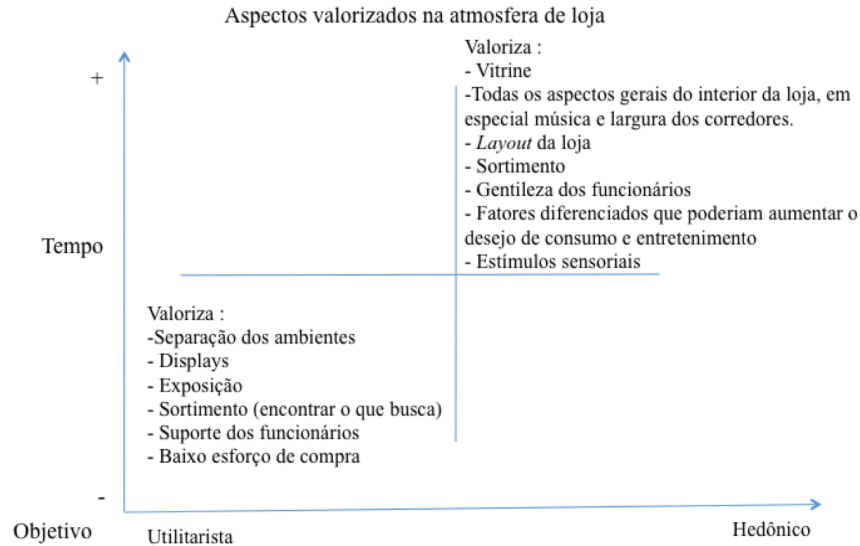 Aspectos valorizados na atmosfera de loja
Valoriza :
- Vitrine
-Todas os aspectos gerais do interior da loja, em
especial música e largura dos corredores.
- Layout da loja
- Sortimento
- Gentileza dos funcionários
- Fatores diferenciados que poderiam aumentar o
desejo de consumo e entretenimento
- Estímulos sensoriais
+
Tempo
Valoriza :
-Separação dos ambientes
- Displays
- Exposição
- Sortimento (encontrar o que busca)
- Suporte dos funcionários
- Baixo esforço de compra
-
Objetivo
Utilitarista
Hedônico